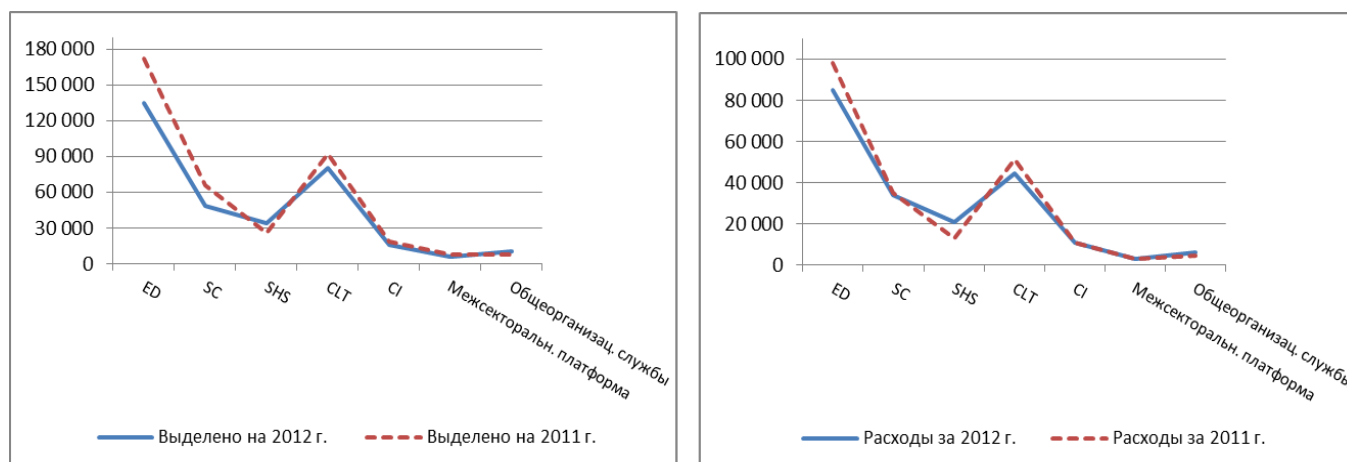 180 000
150 000
120 000
90 000
60 000
30 000
0
ED
SC
SHS
CLT
CI
Межсекторальн. платформа
Общеорганизац. службы
Выделено на 2012 г.
Выделено на 2011 г.
100 000
80 000
60 000
40 000
20 000
0
ED
SC
SHS
CLT
CI
Межсекторальн. платформа
Общеорганизац. службы
Расходы за 2012 г.
Расходы за 2011 г.